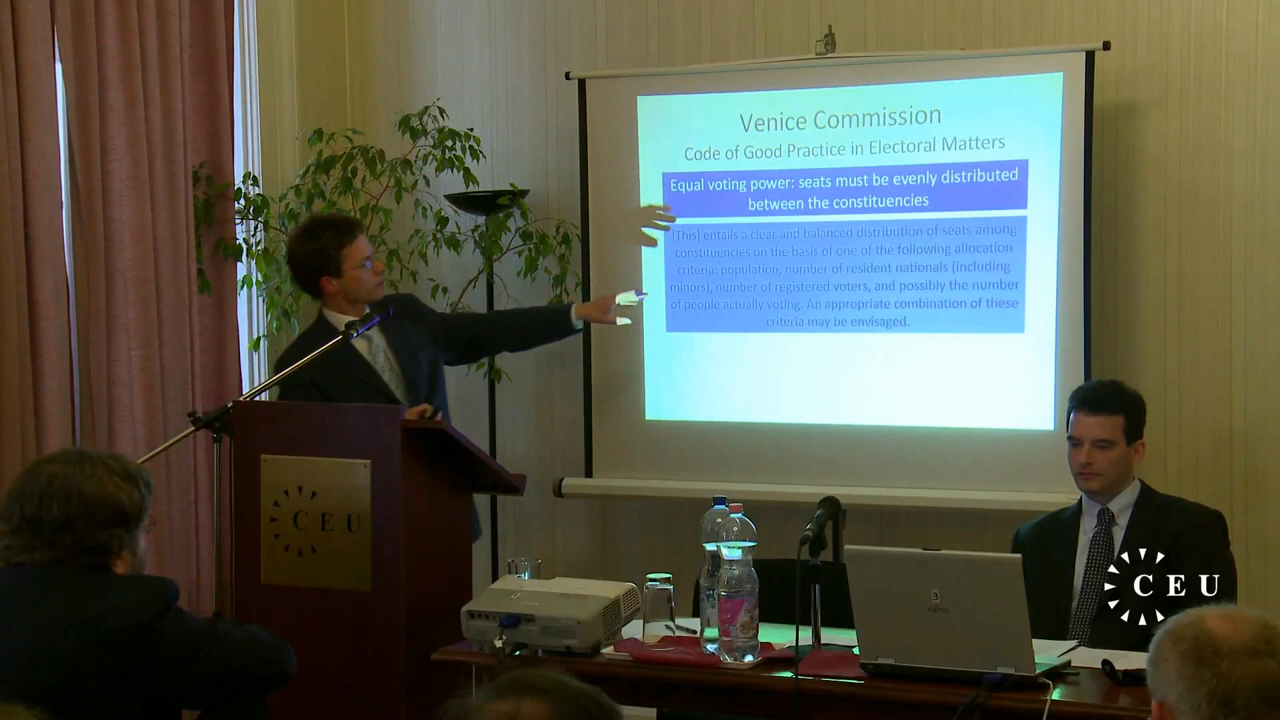 Venice Commission
Code of Good Practice in Electoral Matters
Equal voting power: seats must be evenly distributed
between the constituencies
[This] entails a clear and balanced distribution of seats among
constituencies on the basis of one of the following allocation
criteria: population, number of resident nationals (including
minors), number of registered voters, and possibly the number
of people actually voting. An appropriate combination of these
criteria may be envisaged.
CEU
3
FUJITSU
CEU